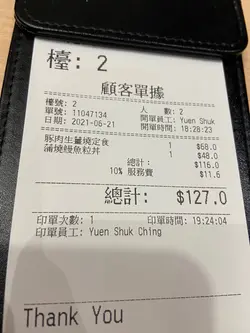 檯: 2
顧客單據
檯號: 2 人 數: 2
單號: 11047134 開單員工: Yuen Shuk
日期: 2021-06-21 開單時間: 18:28:23
豚肉生薑燒定食 1 $68.0
蒲燒鰻魚粒丼 1 $48.0
總計: $116.0
10% 服務費 $11.6
總計: $127.0
印單次數: 1 印單時間: 19:24:04
印單員工: Yuen Shuk Ching
Thank You